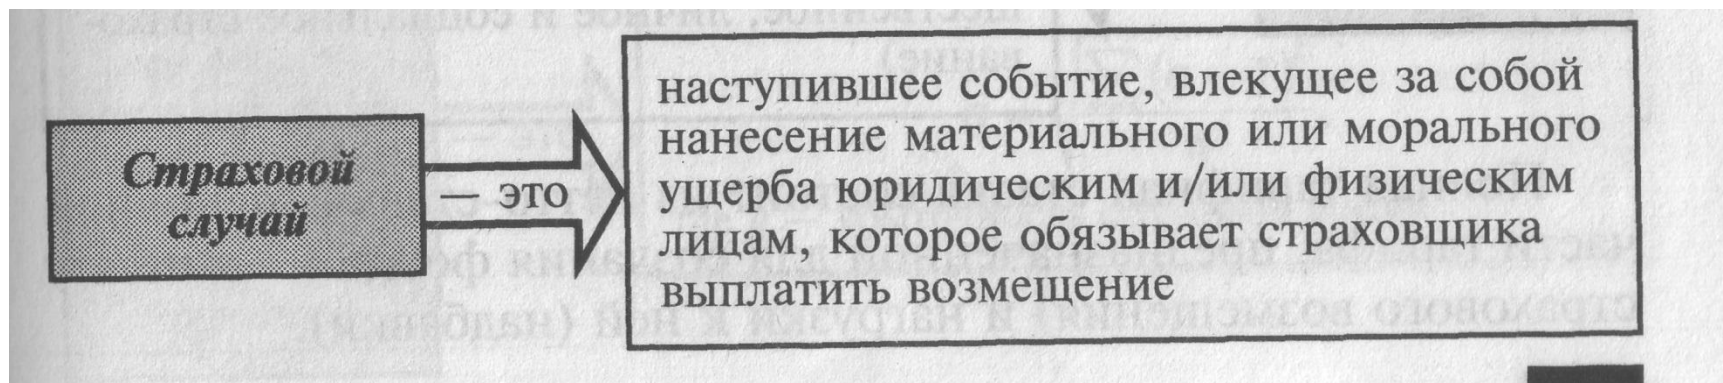 Страховой
случай
— это
наступившее событие, влекущее за собой
нанесение материального или морального
ущерба юридическим и/или физическим
лицам, которое обязывает страховщика
выплатить возмещение